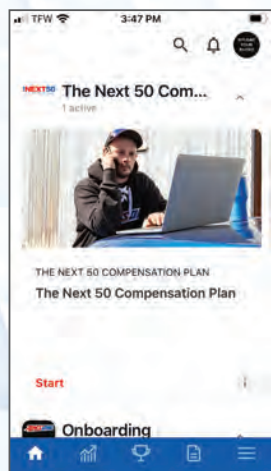 TFW 3:47 PM
NEXT50 The Next 50 Com...
1 active
THE NEXT 50 COMPENSATION PLAN
The Next 50 Compensation Plan
Start
Onboarding